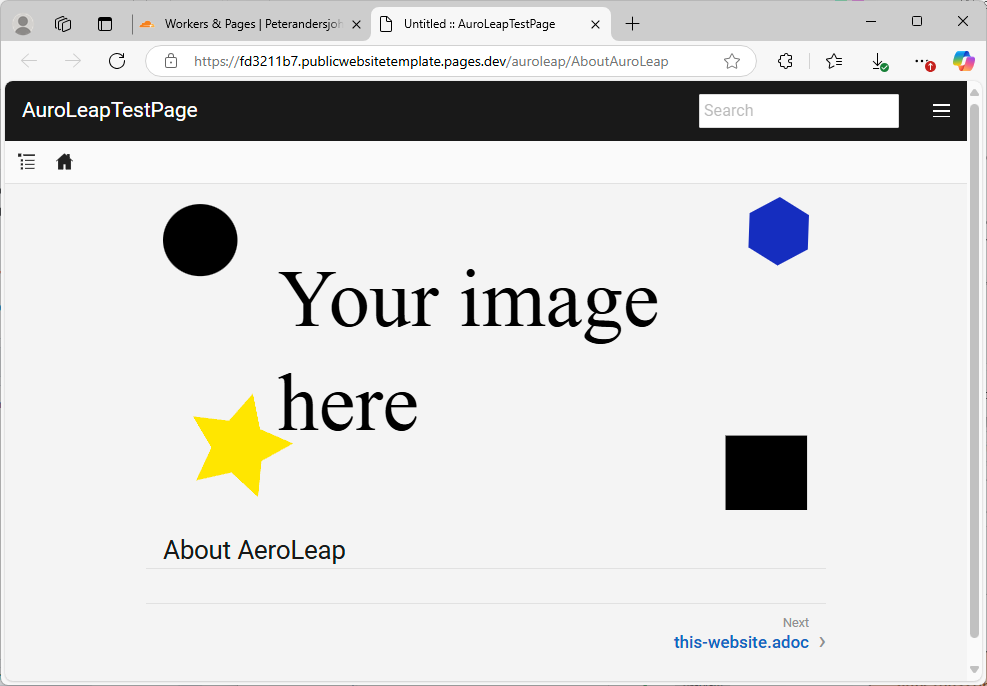 Workers & Pages | Peterandersjoh
Untitled :: AuroLeapTestPage
https://fd3211b7.publicwebsitetemplate.pages.dev/auroleap/AboutAuroLeap
AuroLeapTestPage
Search
Your image
here
About AeroLeap
Next
this-website.adoc